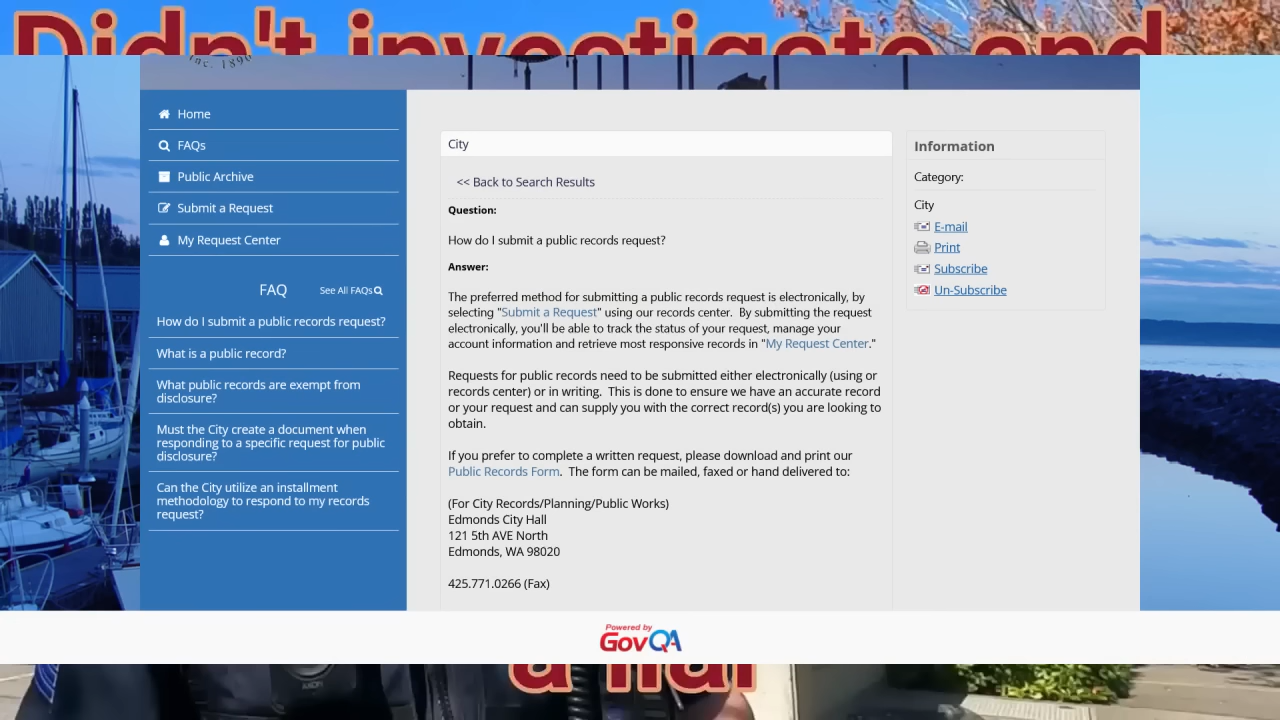 Didn't investigate and
Inc. 1890
Home
FAQs
Public Archive
Submit a Request
My Request Center
FAQ See All FAQs
How do I submit a public records request?
What is a public record?
What public records are exempt from
disclosure?
Must the City create a document when
responding to a specific request for public
disclosure?
Can the City utilize an installment
methodology to respond to my records
request?
City
<< Back to Search Results
Question:
How do I submit a public records request?
Answer:
The preferred method for submitting a public records request is electronically, by
selecting "Submit a Request" using our records center.  By submitting the request
electronically, you'll be able to track the status of your request, manage your
account information and retrieve most responsive records in "My Request Center."
Requests for public records need to be submitted either electronically (using or
records center) or in writing.  This is done to ensure we have an accurate record
or your request and can supply you with the correct record(s) you are looking to
obtain.
If you prefer to complete a written request, please download and print our
Public Records Form.  The form can be mailed, faxed or hand delivered to:
(For City Records/Planning/Public Works)
Edmonds City Hall
121 5th AVE North
Edmonds, WA 98020
425.771.0266 (Fax)
Information
Category:
City
E-mail
Print
Subscribe
Un-Subscribe
Powered by
GovQA
a liar
AXON